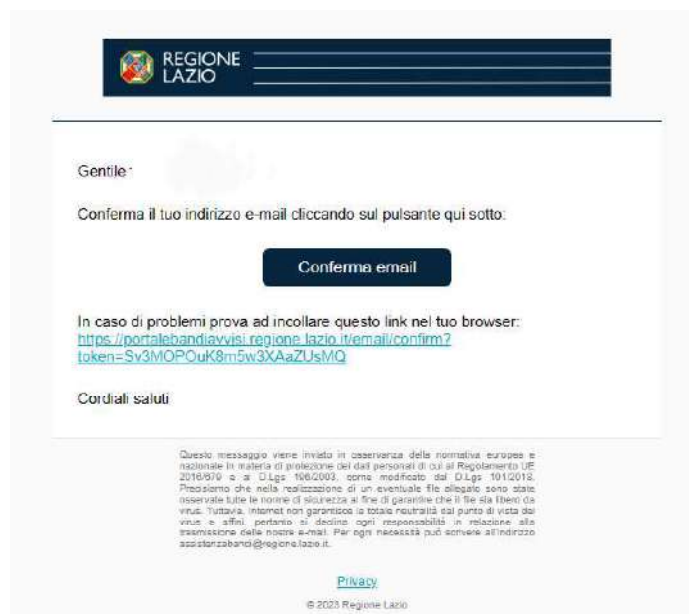 REGIONE
LAZIO
Gentile
Conferma il tuo indirizzo e-mail cliccando sul pulsante qui sotto:
Conferma email
In caso di problemi prova ad incollare questo link nel tuo browser:
https://portalebandiavvisi.regione.lazio.it/email/confirm?
token=Sv3MOPOuK8m5w3XAaZUsMQ
Cordiali saluti
Questo messaggio viene inviato in osservanza della normativa europea e
nazionale in materia di protezione dei dati personali di cui al Regolamento UE
2016/679 e al D.Lgs 196/2003, come modificato dal D.Lgs 101/2018.
Precisiamo che nella realizzazione di un eventuale file allegato sono state
osservate tutte le norme di sicurezza al fine di garantire che il file sia libero da
virus. Tuttavia, Internet non garantisce la totale neutralità dal punto di vista dei
virus e affini, pertanto si declina ogni responsabilità in relazione alla
trasmissione delle nostre e-mail. Per ogni necessità può scrivere all'indirizzo
assistenzabandi@regione.lazio.it.
Privacy
© 2023 Regione Lazio